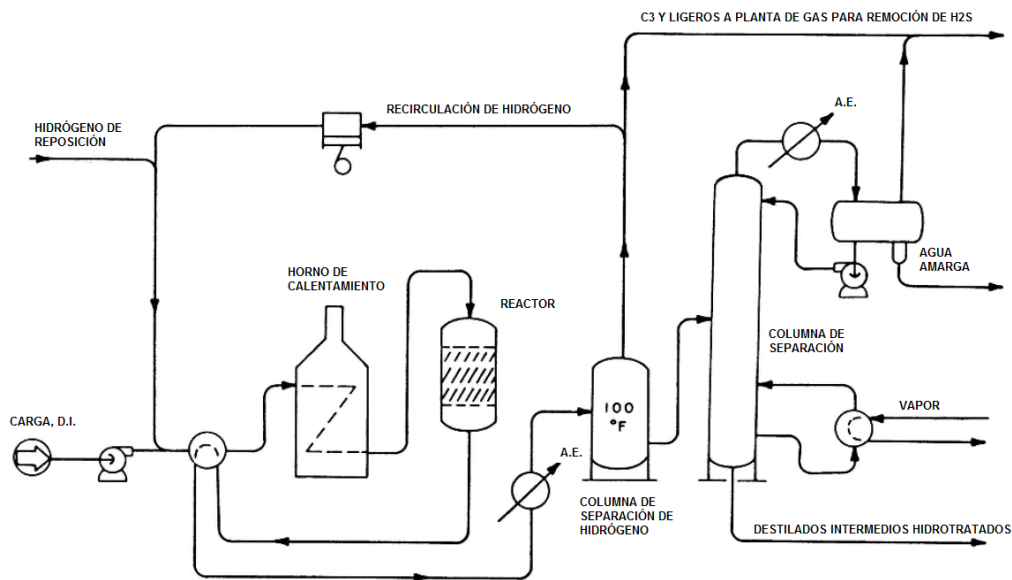 C3 Y LIGEROS A PLANTA DE GAS PARA REMOCIÓN DE H2S
A.E.
RECIRCULACIÓN DE HIDRÓGENO
HIDRÓGENO DE
REPOSICIÓN
AGUA
AMARGA
HORNO DE
CALENTAMIENTO
REACTOR
COLUMNA DE
SEPARACIÓN
100
°F
VAPOR
CARGA, D.I.
A.E.
COLUMNA DE
SEPARACIÓN DE
HIDRÓGENO
DESTILADOS INTERMEDIOS HIDROTRATADOS